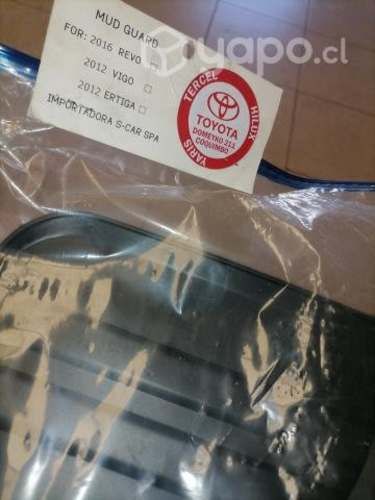 MUD GUARD
FOR: 2016 REVO
2012 VIGO
2012 ERTIGA
IMPORTADORA S-CAR SPA
yapo.cl
TERCEL
HILUX
YARIS
TOYOTA
DOMEYKO 211
COQUIMBO